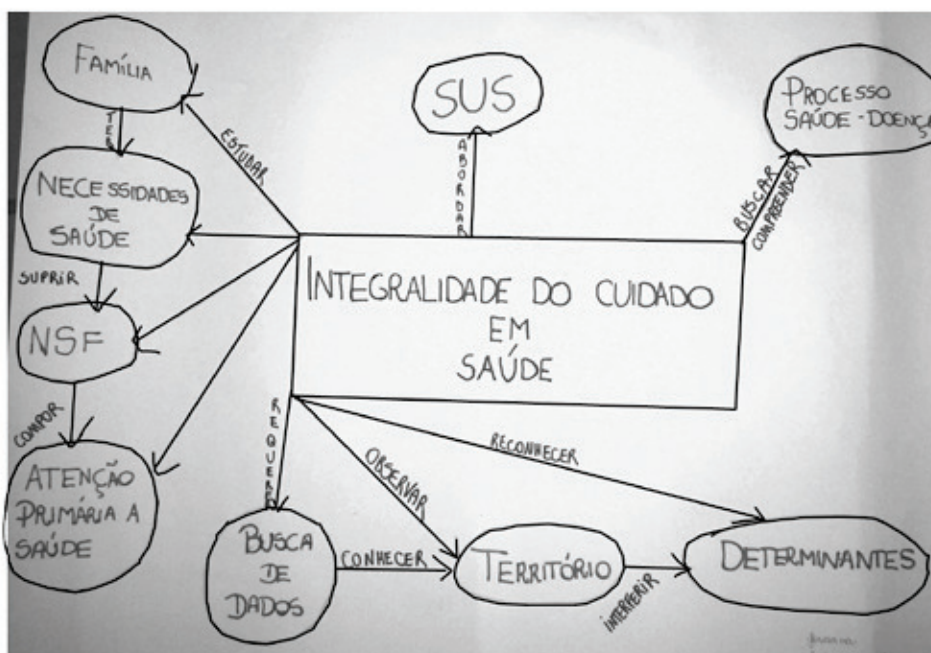 FAMÍLIA
SUS
PROCESSO
SAÚDE-DOENÇA
TER
ESTUDAR
ABORDAR
BUSCAR
COMPREENDER
NECESSIDADES
DE
SAÚDE
SUPRIR
INTEGRALIDADE DO CUIDADO
EM
SAÚDE
NSF
COMPOR
ATENÇÃO
PRIMÁRIA A
SAÚDE
REQUERER
OBSERVAR
RECONHECER
BUSCA
DE
DADOS
CONHECER
TERRITÓRIO
INTERFERIR
DETERMINANTES